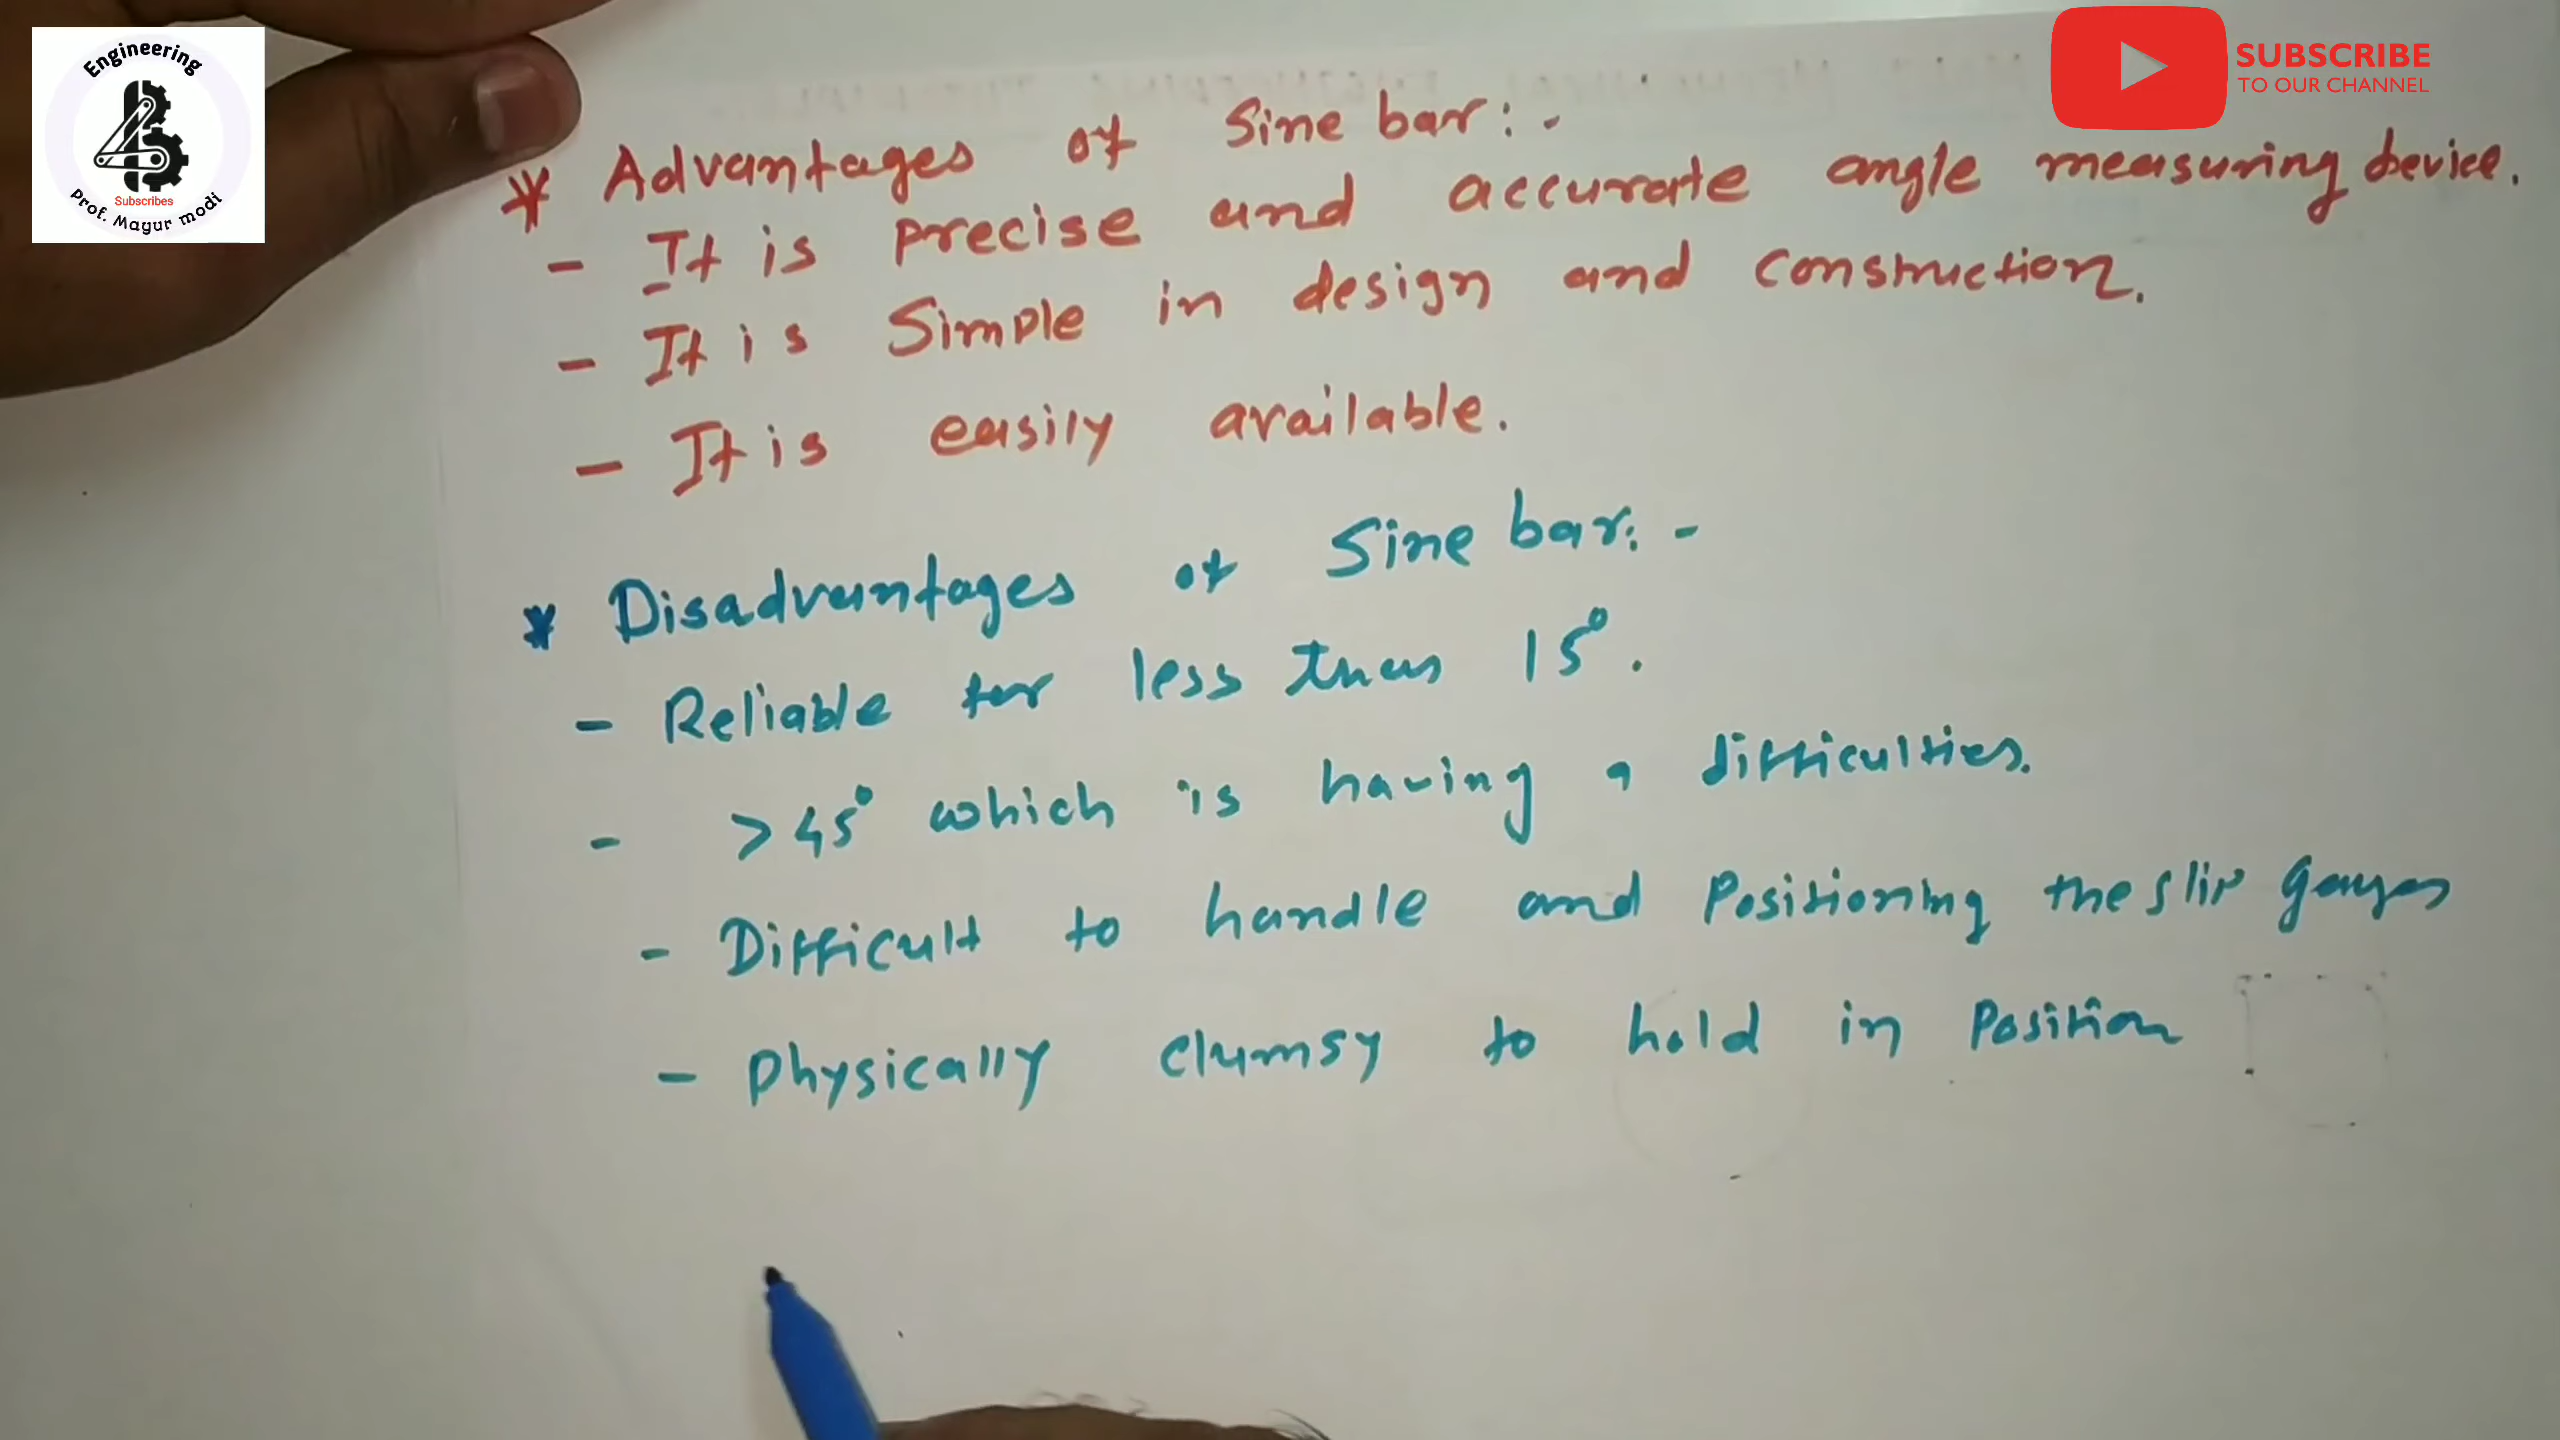 Engineering
Subscribes
Prof. Mayur modi
SUBSCRIBE
TO OUR CHANNEL
* Advantages of Sine bar:-
- It is precise and accurate angle measuring device.
- It is Simple in design and construction.
- It is easily available.
* Disadvantages of Sine bar:-
- Reliable for less than 15°.
- >45° which is having a difficulties.
- Difficult to handle and Positioning the slip gauges
- Physically clumsy to hold in Position